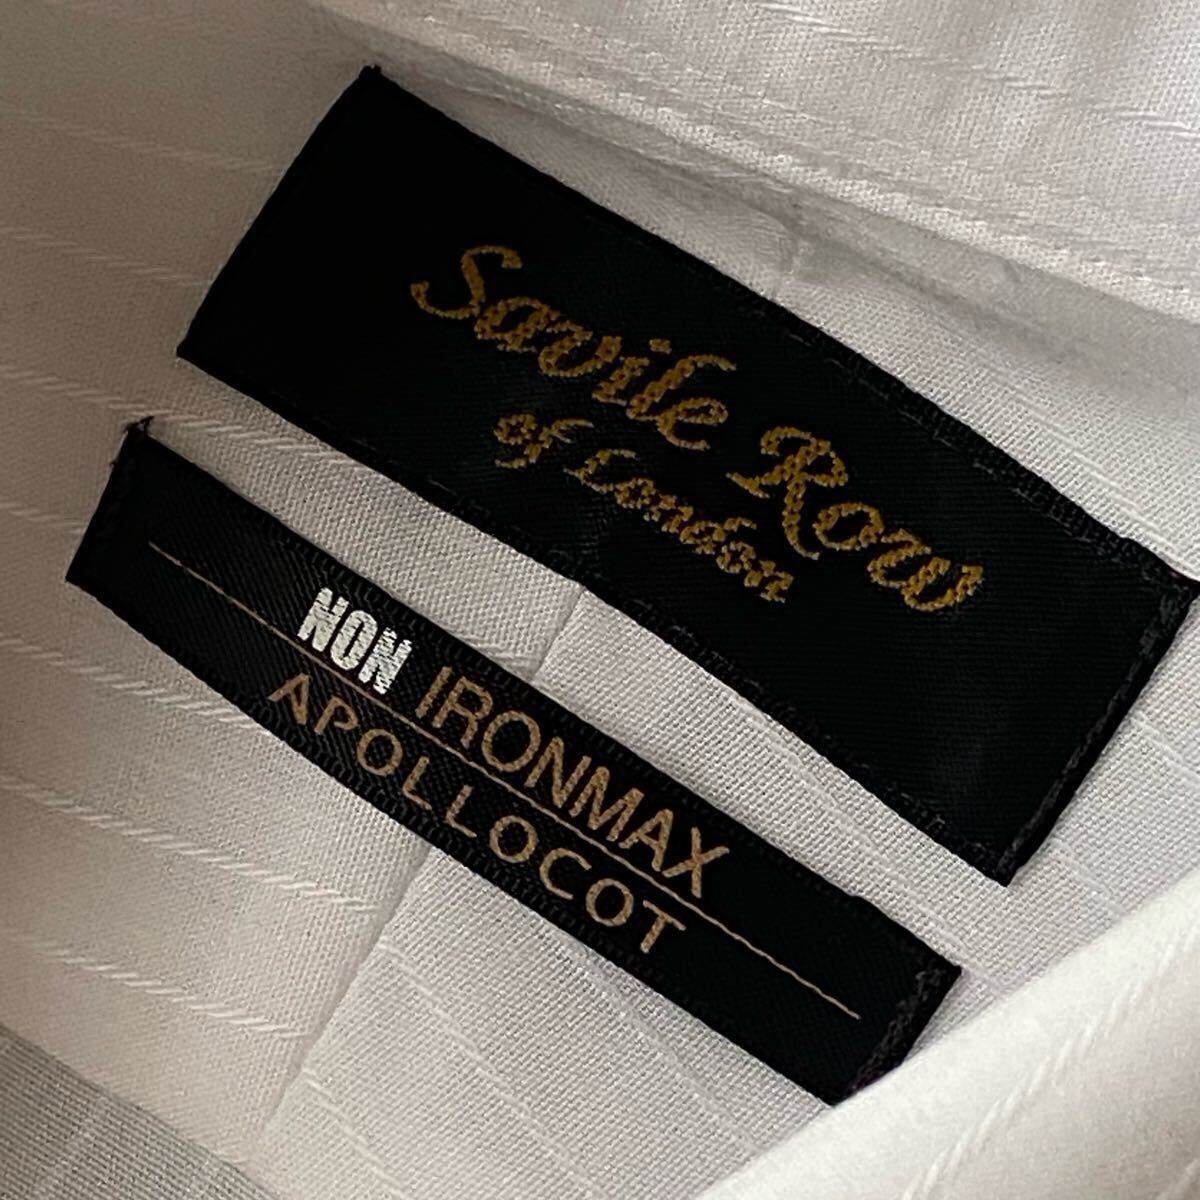 Savile Row
of London
NON IRONMAX
APOLLOCOT